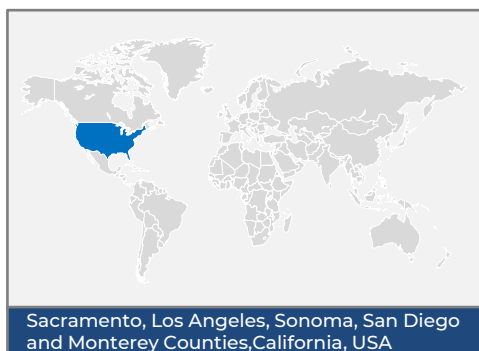 Sacramento, Los Angeles, Sonoma, San Diego
and Monterey Counties,California, USA